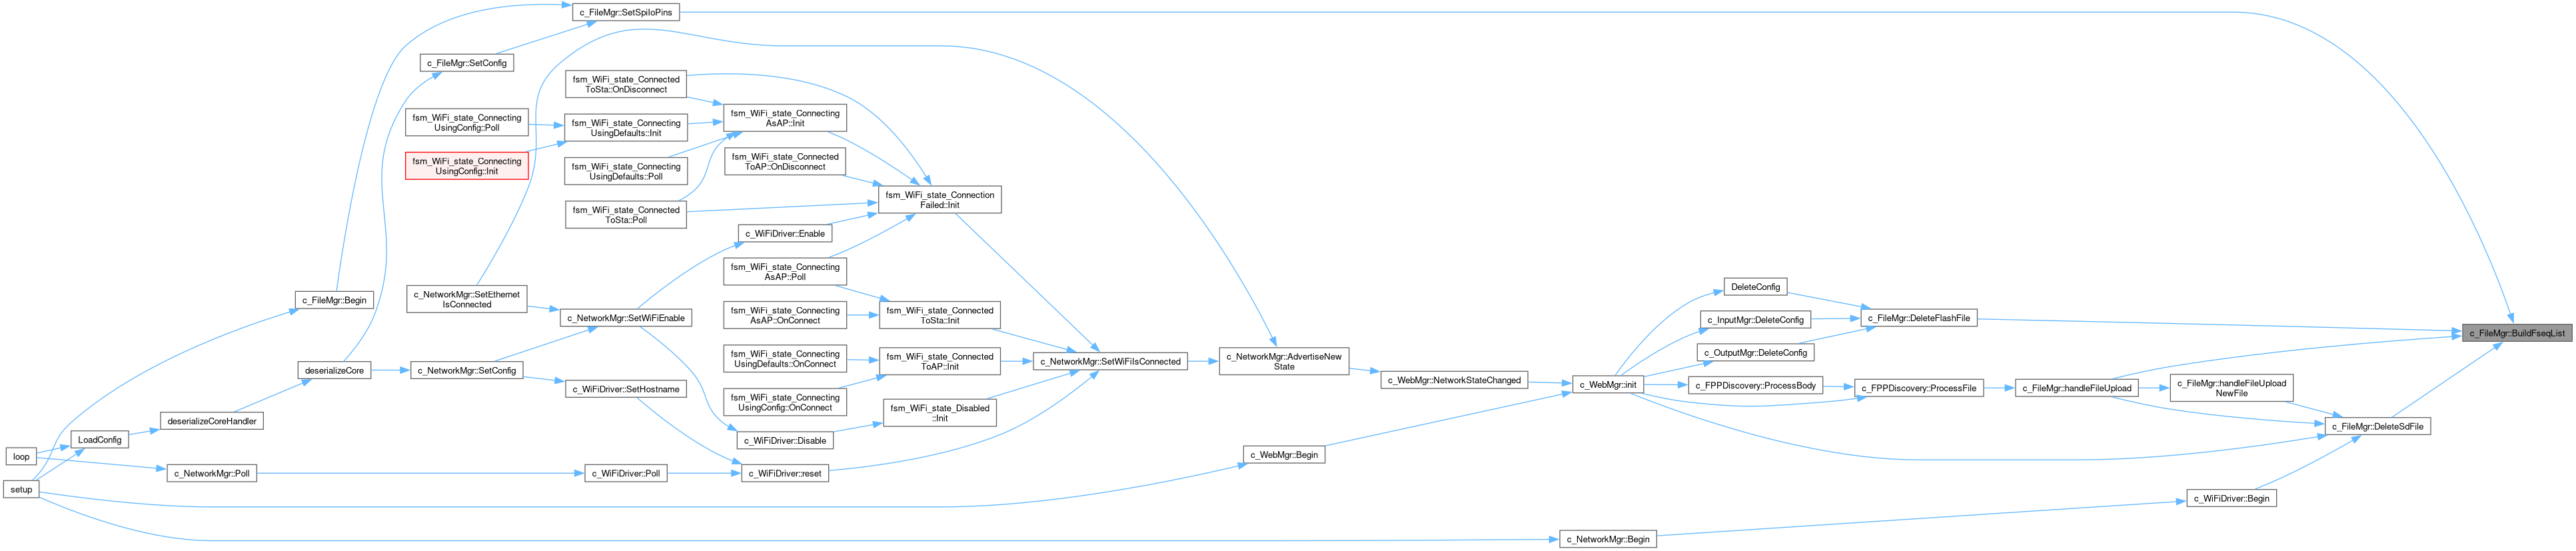 c_FileMgr::SetSpiIoPins
c_FileMgr::SetConfig
fsm_WiFi_state_Connected
ToSta::OnDisconnect
fsm_WiFi_state_Connecting
AsAP::Init
fsm_WiFi_state_Connecting
UsingConfig::Poll
fsm_WiFi_state_Connecting
UsingDefaults::Init
fsm_WiFi_state_Connecting
UsingConfig::Init
fsm_WiFi_state_Connecting
UsingDefaults::Poll
fsm_WiFi_state_Connected
ToAP::OnDisconnect
fsm_WiFi_state_Connection
Failed::Init
fsm_WiFi_state_Connected
ToSta::Poll
c_WiFiDriver::Enable
fsm_WiFi_state_Connecting
AsAP::Poll
c_FileMgr::Begin
c_NetworkMgr::SetEthernet
IsConnected
c_NetworkMgr::SetWiFiEnable
fsm_WiFi_state_Connecting
AsAP::OnConnect
fsm_WiFi_state_Connected
ToSta::Init
DeleteConfig
c_InputMgr::DeleteConfig
c_FileMgr::DeleteFlashFile
c_FileMgr::BuildFseqList
c_OutputMgr::DeleteConfig
deserializeCore
c_NetworkMgr::SetConfig
fsm_WiFi_state_Connecting
UsingDefaults::OnConnect
fsm_WiFi_state_Connected
ToAP::Init
c_NetworkMgr::SetWiFiIsConnected
c_NetworkMgr::AdvertiseNew
State
c_WebMgr::NetworkStateChanged
c_WebMgr::init
c_FPPDiscovery::ProcessBody
c_FPPDiscovery::ProcessFile
c_FileMgr::handleFileUpload
c_FileMgr::handleFileUpload
NewFile
c_WiFiDriver::SetHostname
fsm_WiFi_state_Connecting
UsingConfig::OnConnect
fsm_WiFi_state_Disabled
::Init
deserializeCoreHandler
c_FileMgr::DeleteSdFile
LoadConfig
c_WiFiDriver::Disable
loop
c_WebMgr::Begin
c_NetworkMgr::Poll
c_WiFiDriver::Poll
c_WiFiDriver::reset
setup
c_WiFiDriver::Begin
c_NetworkMgr::Begin